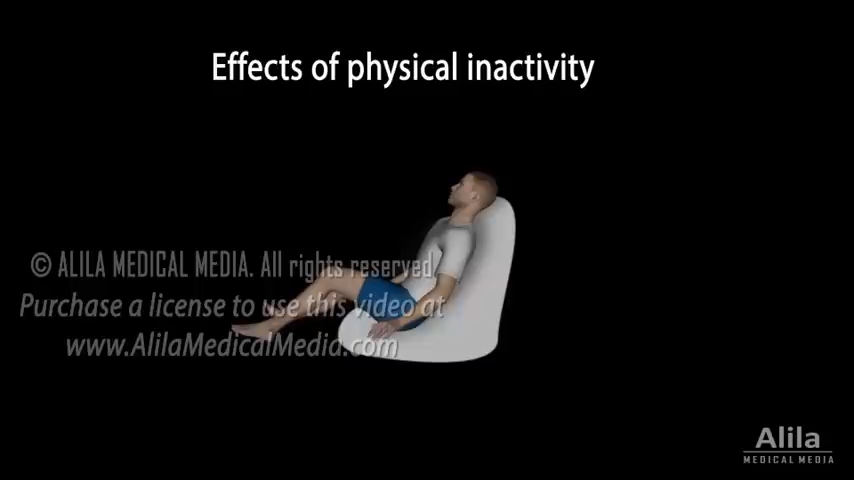 Effects of physical inactivity
© ALILA MEDICAL MEDIA. All rights reserved
Purchase a license to use this video at
www.AlilaMedicalMedia.com
Alila
MEDICAL MEDIA